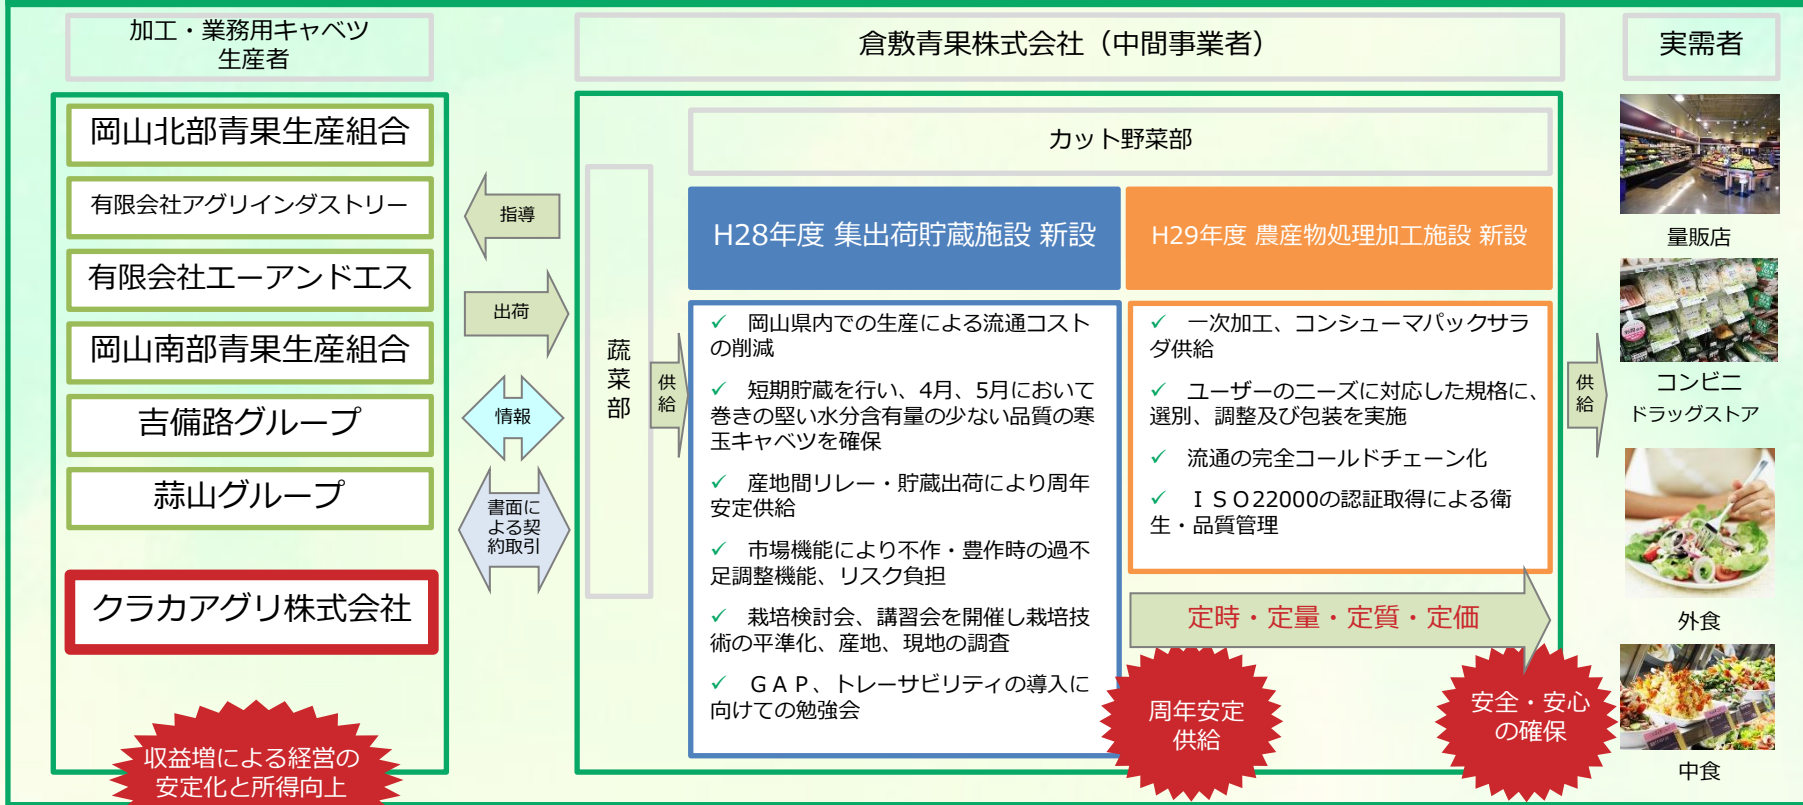 加工・業務用キャベツ
生産者
岡山北部青果生産組合
有限会社アグリインダストリー
有限会社エーアンドエス
岡山南部青果生産組合
吉備路グループ
蒜山グループ
クラカアグリ株式会社
収益増による経営の
安定化と所得向上
指導
出荷
情報
書面に
よる契
約取引
倉敷青果株式会社（中間事業者）
蔬菜部
供給
カット野菜部
H28年度 集出荷貯蔵施設 新設
✓ 岡山県内での生産による流通コスト
の削減
✓ 短期貯蔵を行い、4月、5月において
巻きの堅い水分含有量の少ない品質の寒
玉キャベツを確保
✓ 産地間リレー・貯蔵出荷により周年
安定供給
✓ 市場機能により不作・豊作時の過不
足調整機能、リスク負担
✓ 栽培検討会、講習会を開催し栽培技
術の平準化、産地、現地の調査
✓ ＧＡＰ、トレーサビリティの導入に
向けての勉強会
H29年度 農産物処理加工施設 新設
✓ 一次加工、コンシューマパックサラ
ダ供給
✓ ユーザーのニーズに対応した規格に、
選別、調整及び包装を実施
✓ 流通の完全コールドチェーン化
✓ ＩＳＯ22000の認証取得による衛
生・品質管理
定時・定量・定質・定価
周年安定
供給
安全・安心
の確保
供給
実需者
量販店
コンビニ
ドラッグストア
外食
中食